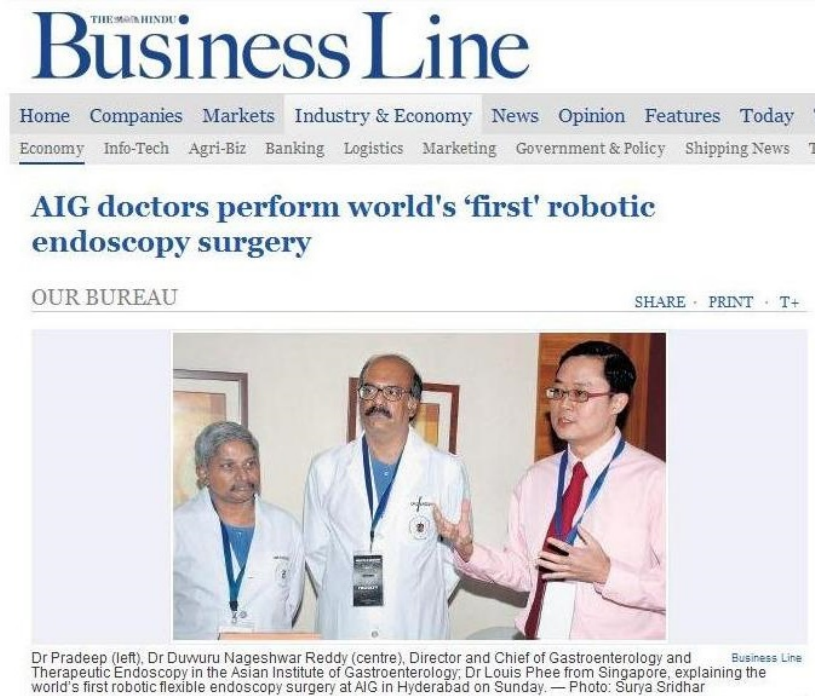 THE HINDU
Business Line
Home Companies Markets Industry & Economy News Opinion Features Today
Economy Info-Tech Agri-Biz Banking Logistics Marketing Government & Policy Shipping News
AIG doctors perform world's ‘first' robotic
endoscopy surgery
OUR BUREAU
SHARE · PRINT · T+
Dr Pradeep (left), Dr Duvvuru Nageshwar Reddy (centre), Director and Chief of Gastroenterology and
Business Line
Therapeutic Endoscopy in the Asian Institute of Gastroenterology; Dr Louis Phee from Singapore, explaining the
world's first robotic flexible endoscopy surgery at AIG in Hyderabad on Sunday. — Photo: Surya Sridhar